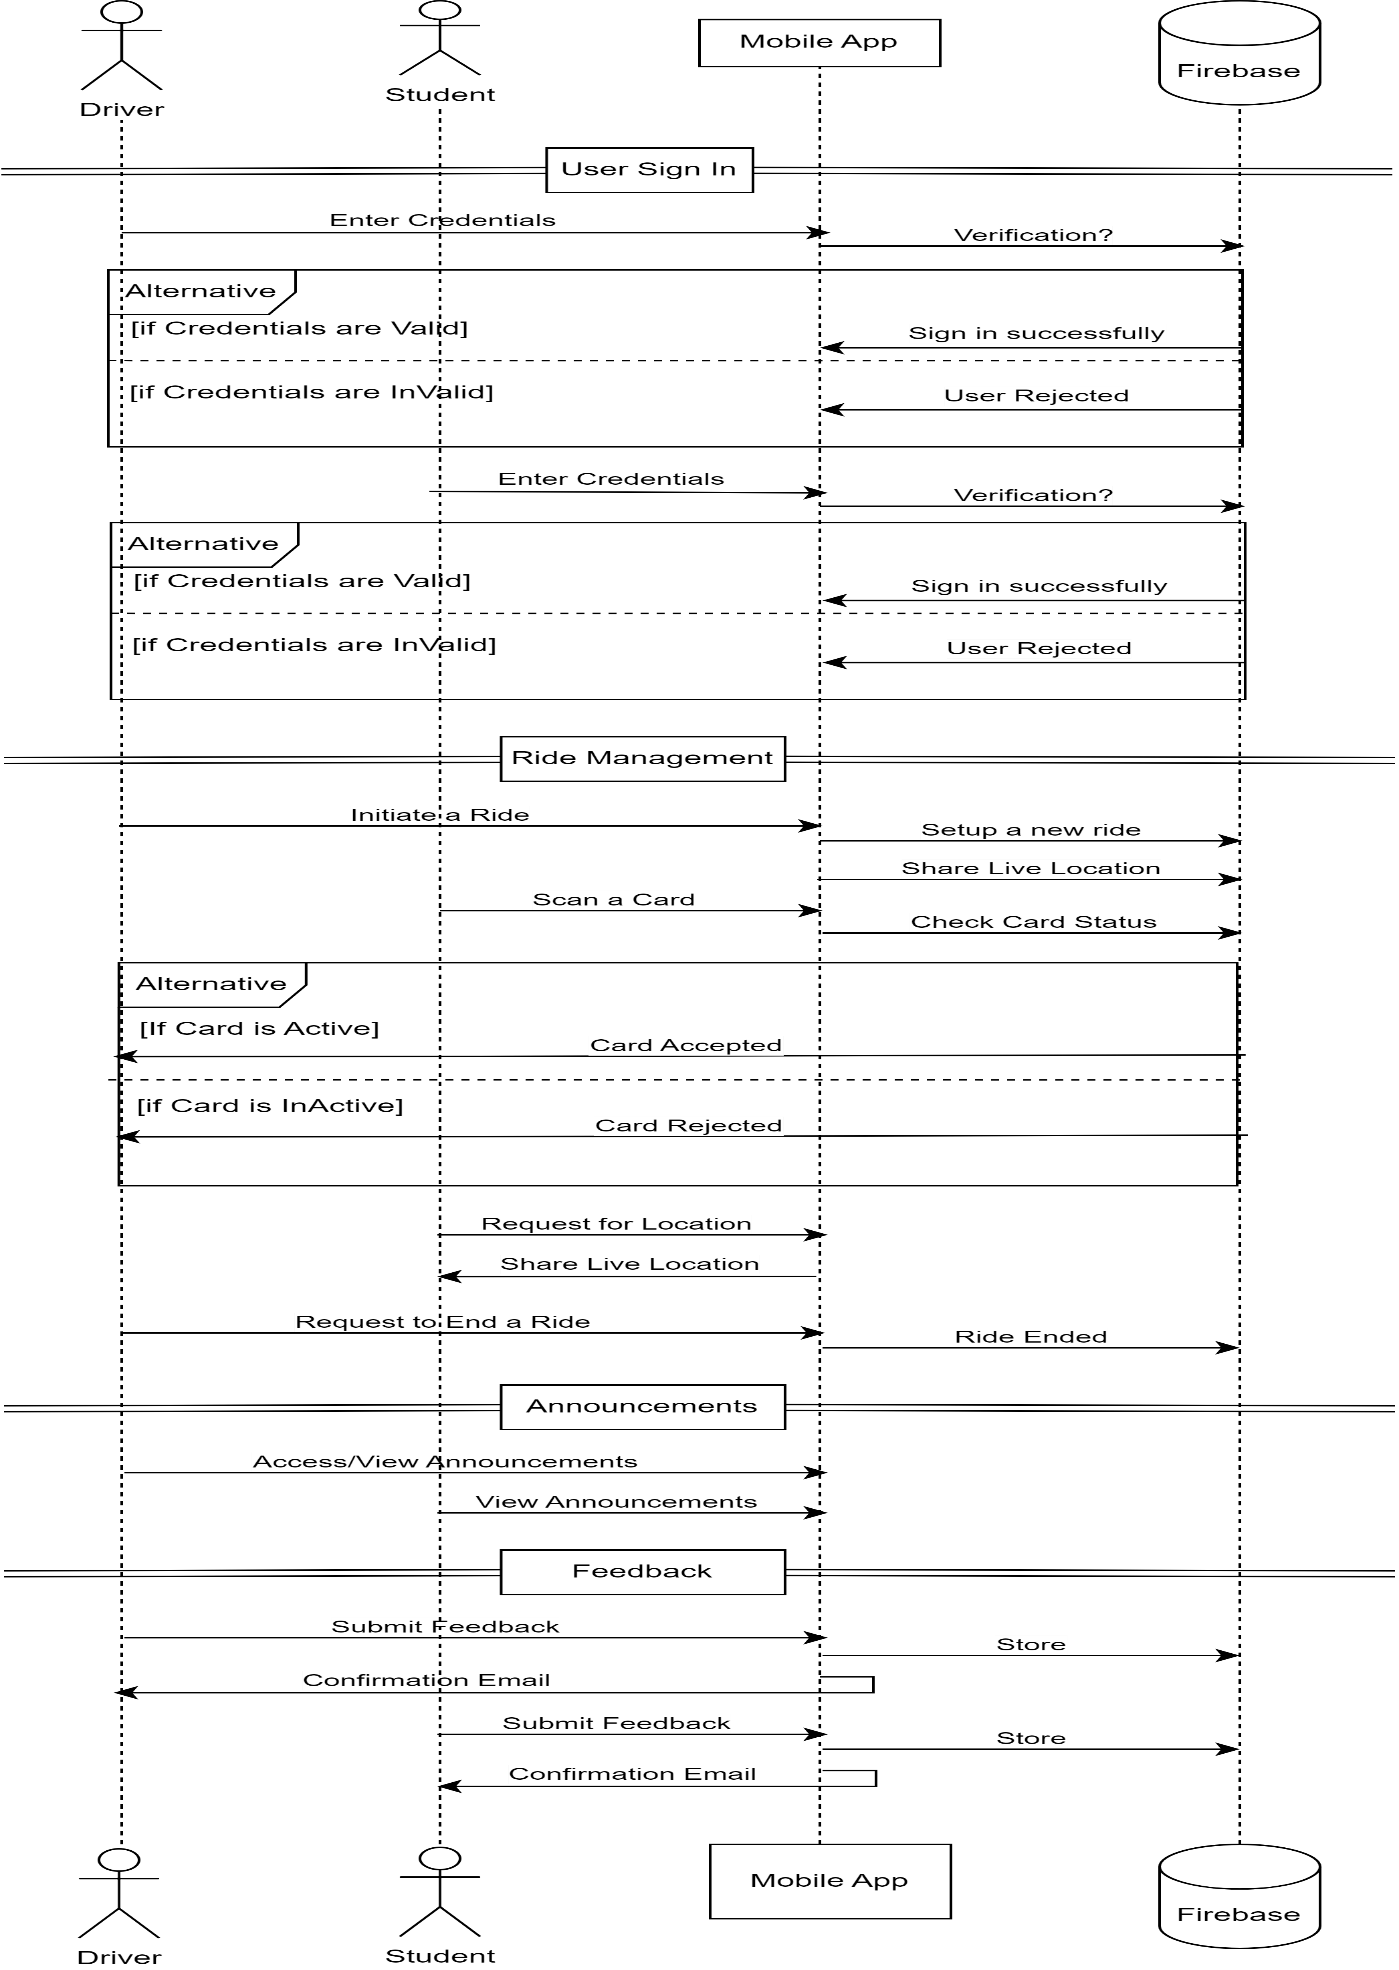 Driver
Student
Mobile App
Firebase
User Sign In
Enter Credentials
Verification?
Alternative
[if Credentials are Valid]
Sign in successfully
[if Credentials are InValid]
User Rejected
Enter Credentials
Verification?
Alternative
[if Credentials are Valid]
Sign in successfully
[if Credentials are InValid]
User Rejected
Ride Management
Initiate a Ride
Setup a new ride
Share Live Location
Scan a Card
Check Card Status
Alternative
[If Card is Active]
Card Accepted
[if Card is InActive]
Card Rejected
Request for Location
Share Live Location
Request to End a Ride
Ride Ended
Announcements
Access/View Announcements
View Announcements
Feedback
Submit Feedback
Store
Confirmation Email
Submit Feedback
Store
Confirmation Email
Driver
Student
Mobile App
Firebase